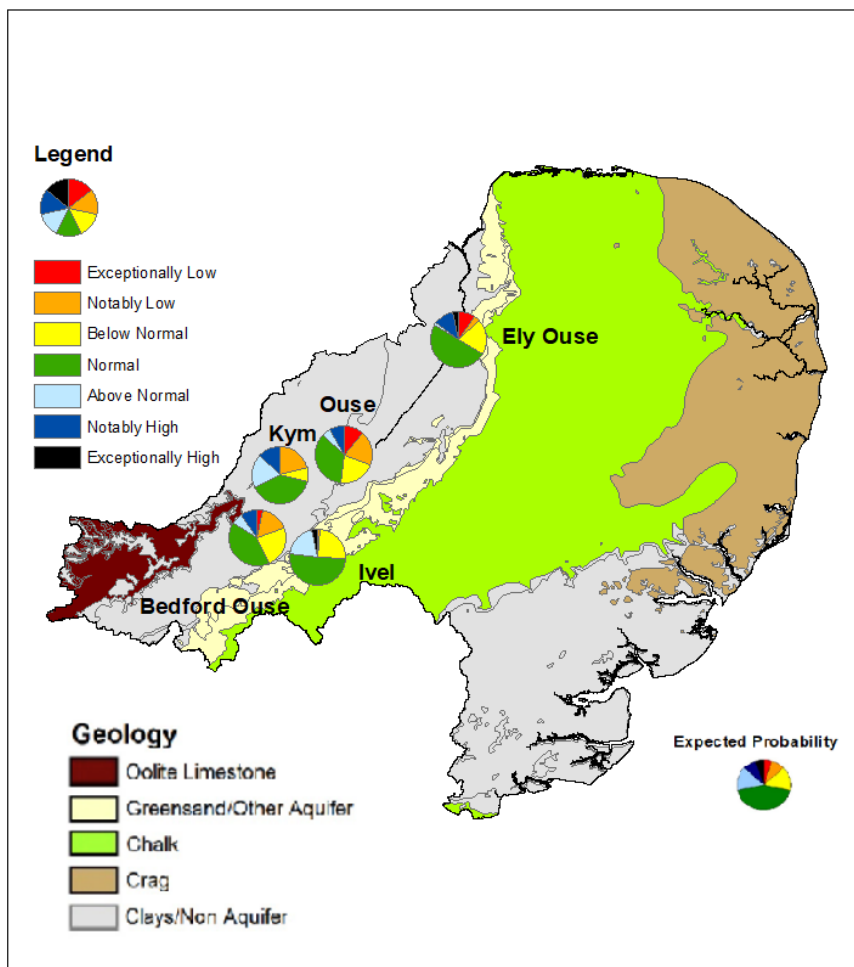 Legend
Exceptionally Low
Notably Low
Below Normal
Normal
Above Normal
Notably High
Exceptionally High
Ely Ouse
Ouse
Kym
Ivel
Bedford Ouse
Geology
Oolite Limestone
Greensand/Other Aquifer
Chalk
Crag
Clays/Non Aquifer
Expected Probability